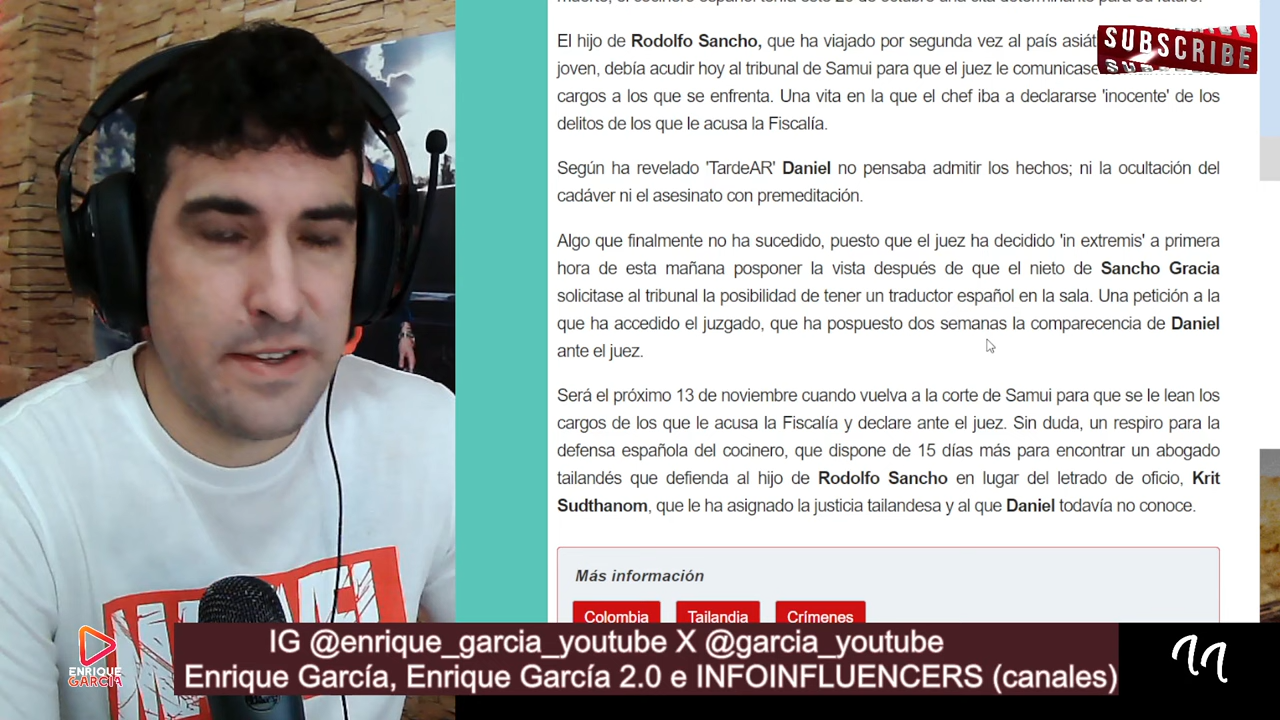 El hijo de Rodolfo Sancho, que ha viajado por segunda vez al país
joven, debía acudir hoy al tribunal de Samui para que el juez le comunicase
cargos a los que se enfrenta. Una vita en la que el chef iba a declararse 'inocente' de los
delitos de los que le acusa la Fiscalía.
Según ha revelado 'TardeAR' Daniel no pensaba admitir los hechos; ni la ocultación del
cadáver ni el asesinato con premeditación.
Algo que finalmente no ha sucedido, puesto que el juez ha decidido 'in extremis' a primera
hora de esta mañana posponer la vista después de que el nieto de Sancho Gracia
solicitase al tribunal la posibilidad de tener un traductor español en la sala. Una petición a la
que ha accedido el juzgado, que ha pospuesto dos semanas la comparecencia de Daniel
ante el juez.
Será el próximo 13 de noviembre cuando vuelva a la corte de Samui para que se le lean los
cargos de los que le acusa la Fiscalía y declare ante el juez. Sin duda, un respiro para la
defensa española del cocinero, que dispone de 15 días más para encontrar un abogado
tailandés que defienda al hijo de Rodolfo Sancho en lugar del letrado de oficio, Krit
Sudthanom, que le ha asignado la justicia tailandesa y al que Daniel todavía no conoce.
Más información
Colombia Tailandia Crímenes
SUBSCRIBE
IG @enrique_garcia_youtube X @garcia_youtube
Enrique García, Enrique García 2.0 e INFOINFLUENCERS (canales)
ENRIQUE
GARCÍA